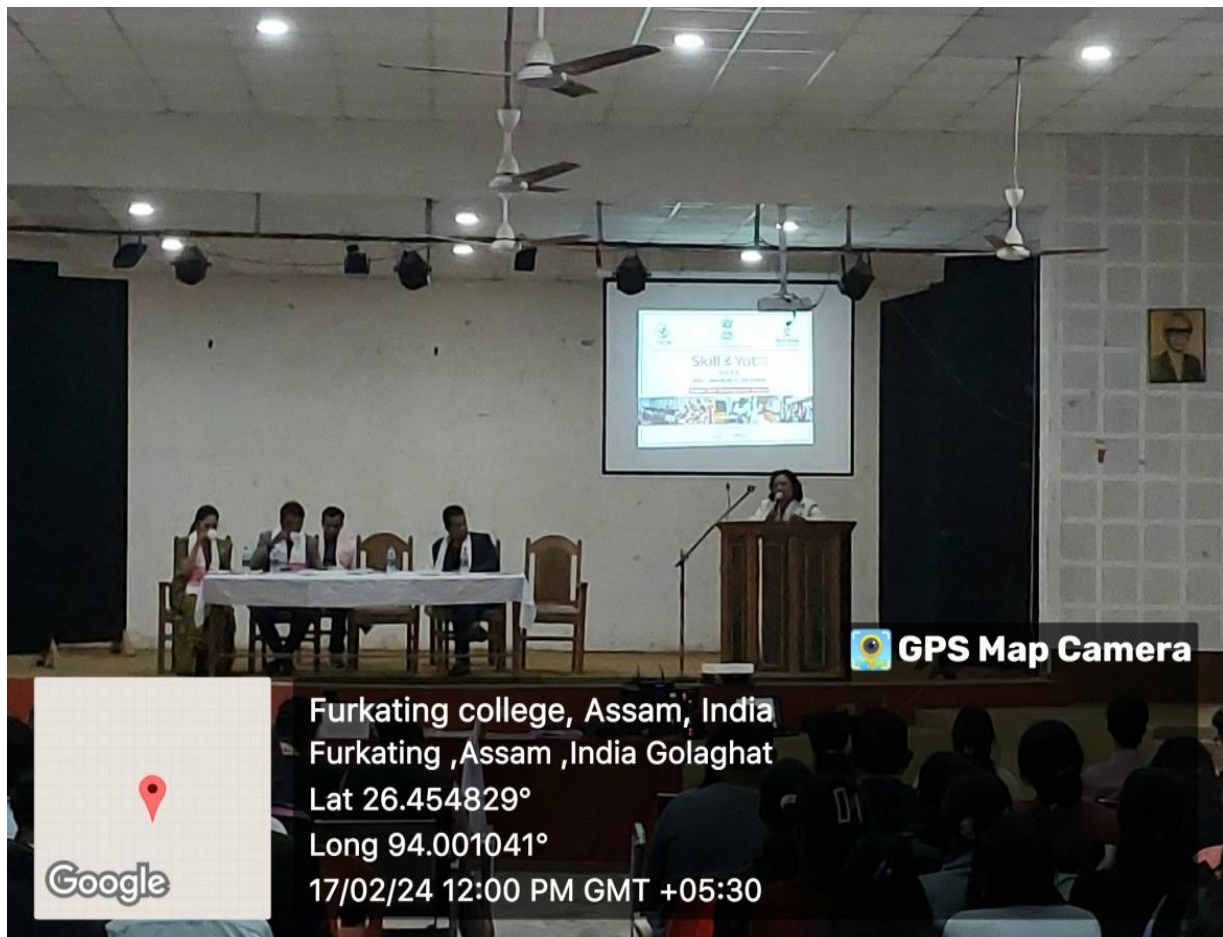 Skill
GPS Map Camera
Furkating college, Assam, India
Furkating ,Assam ,India Golaghat
Lat 26.454829°
Long 94.001041°
17/02/24 12:00 PM GMT +05:30
Google